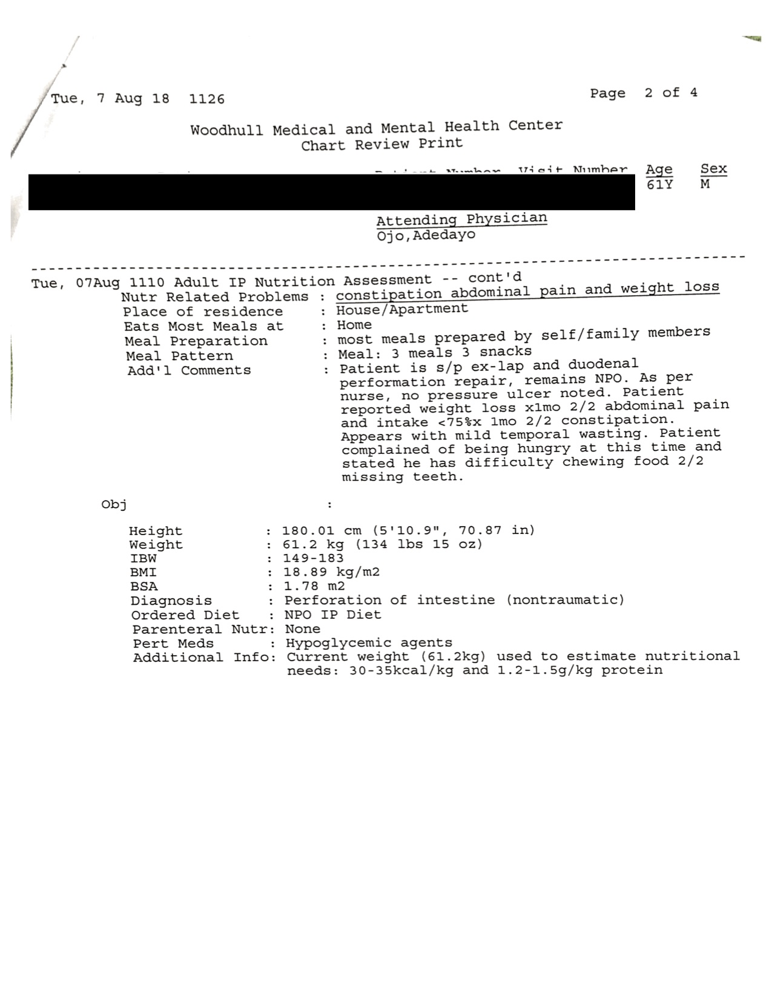 Tue, 7 Aug 18 1126
Page 2 of 4
Woodhull Medical and Mental Health Center
Chart Review Print
Number Visit Number Age Sex
61Y M
Attending Physician
Ojo,Adedayo
--------------------------------------------------------------------------------
Tue, 07Aug 1110 Adult IP Nutrition Assessment -- cont'd
Nutr Related Problems : constipation abdominal pain and weight loss
Place of residence : House/Apartment
Eats Most Meals at : Home
Meal Preparation : most meals prepared by self/family members
Meal Pattern : Meal: 3 meals 3 snacks
Add'l Comments : Patient is s/p ex-lap and duodenal
performation repair, remains NPO. As per
nurse, no pressure ulcer noted. Patient
reported weight loss x1mo 2/2 abdominal pain
and intake <75%x 1mo 2/2 constipation.
Appears with mild temporal wasting. Patient
complained of being hungry at this time and
stated he has difficulty chewing food 2/2
missing teeth.
Obj :
Height : 180.01 cm (5'10.9", 70.87 in)
Weight : 61.2 kg (134 lbs 15 oz)
IBW : 149-183
BMI : 18.89 kg/m2
BSA : 1.78 m2
Diagnosis : Perforation of intestine (nontraumatic)
Ordered Diet : NPO IP Diet
Parenteral Nutr: None
Pert Meds : Hypoglycemic agents
Additional Info: Current weight (61.2kg) used to estimate nutritional
needs: 30-35kcal/kg and 1.2-1.5g/kg protein